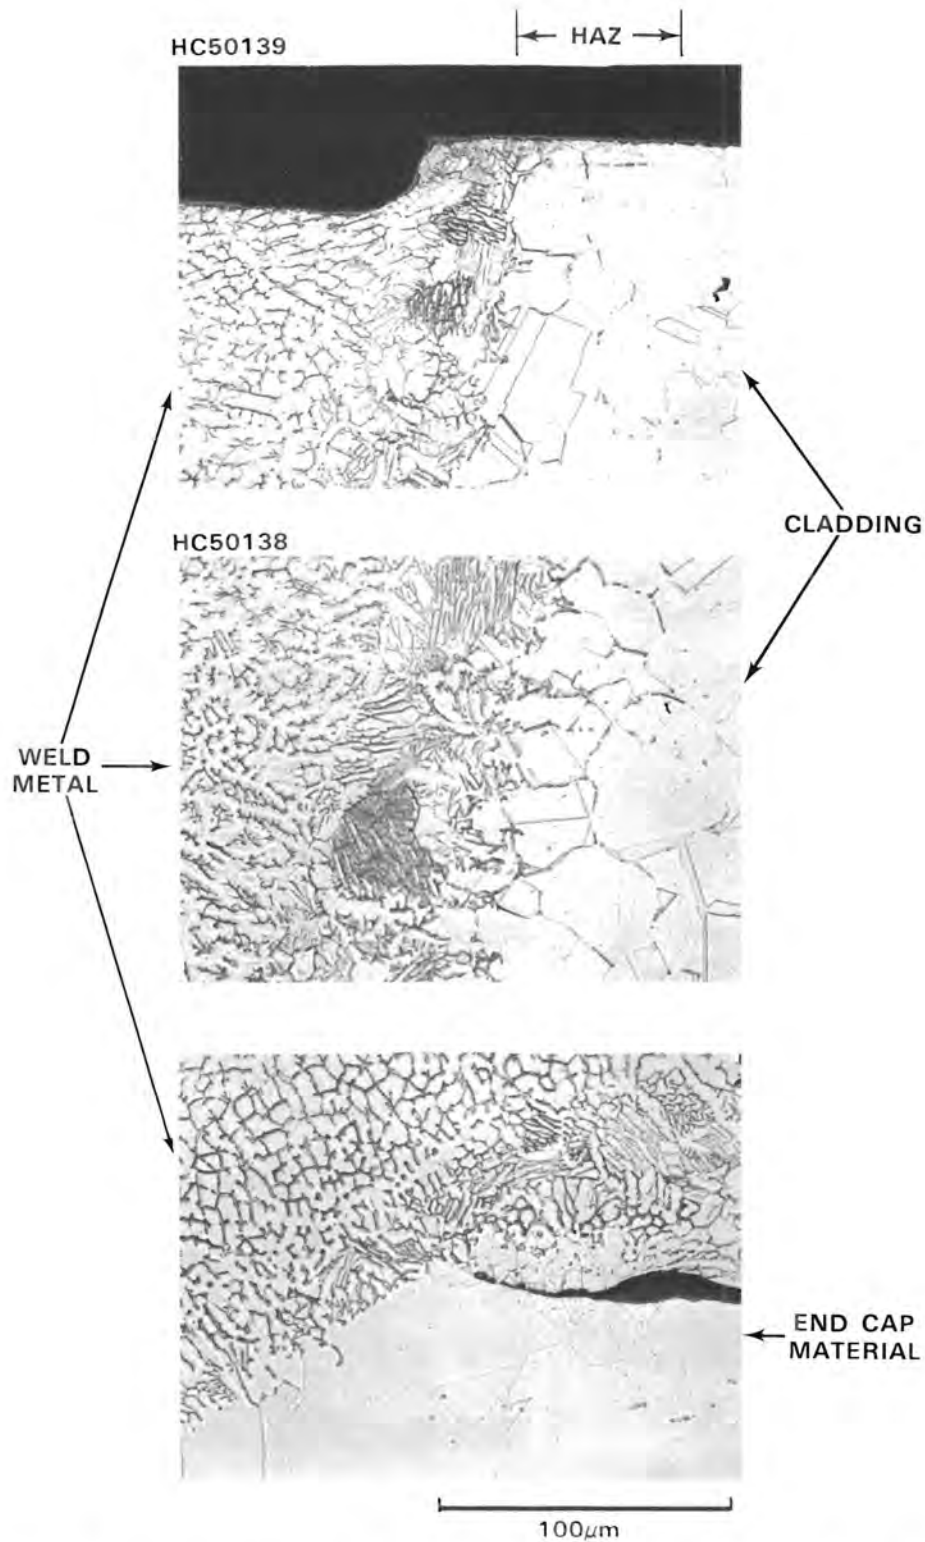 HAZ
HC50139
CLADDING
HC50138
WELD
METAL
END CAP
MATERIAL
100μm